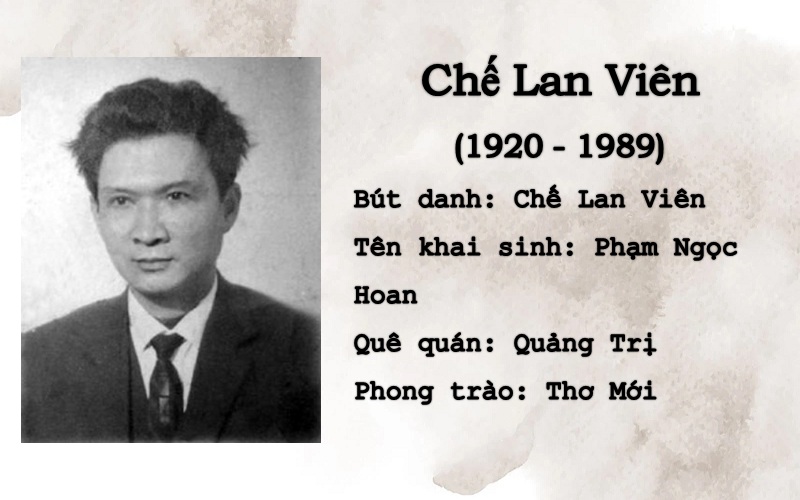 Chế Lan Viên
(1920 - 1989)
Bút danh: Chế Lan Viên
Tên khai sinh: Phạm Ngọc
Hoan
Quê quán: Quảng Trị
Phong trào: Thơ Mới